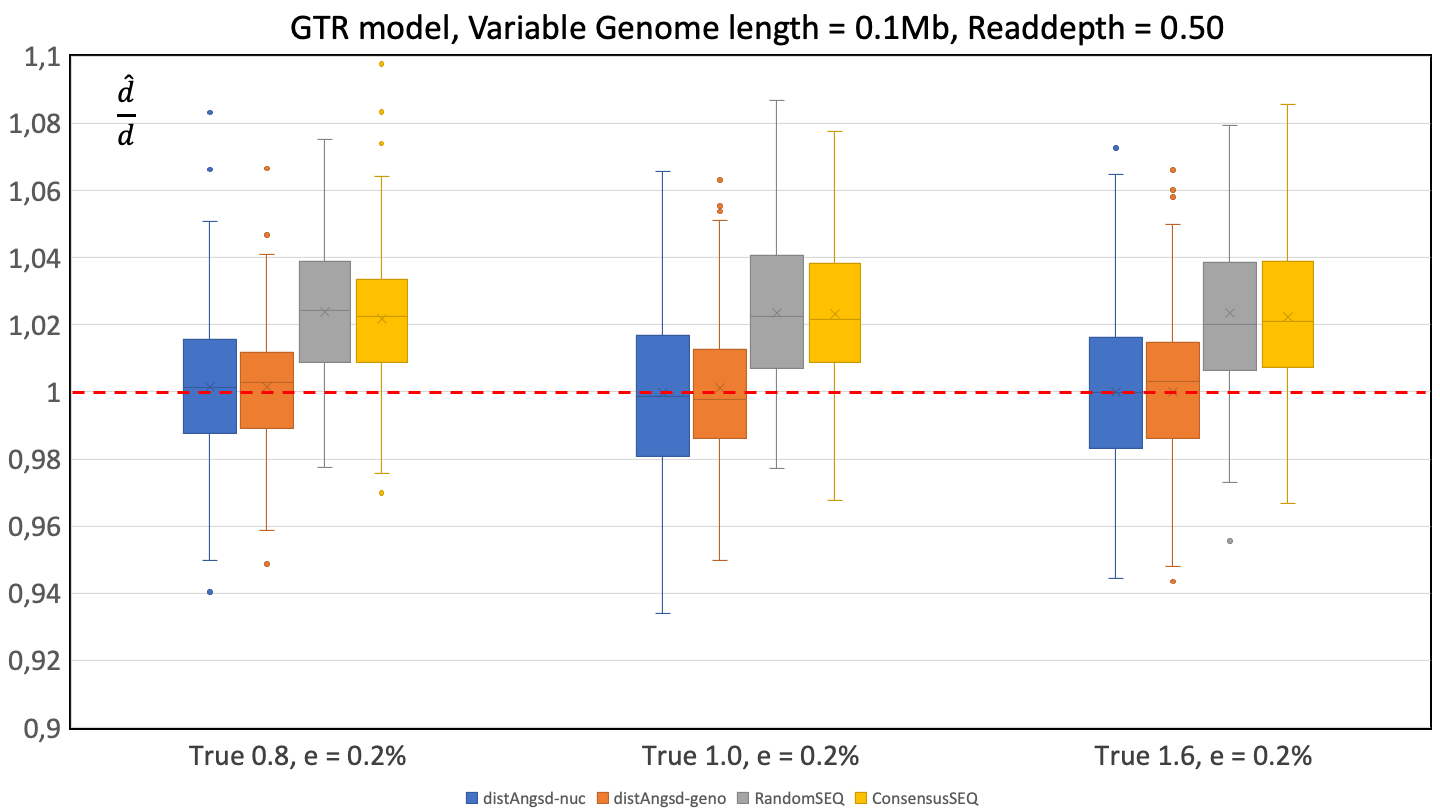 GTR model, Variable Genome length = 0.1Mb, Readdepth = 0.50
1,1
d̂
d
1,08
1,06
1,04
1,02
1
0,98
0,96
0,94
0,92
0,9
True 0.8, e = 0.2% True 1.0, e = 0.2% True 1.6, e = 0.2%
distAngsd-nuc distAngsd-geno RandomSEQ ConsensusSEQ